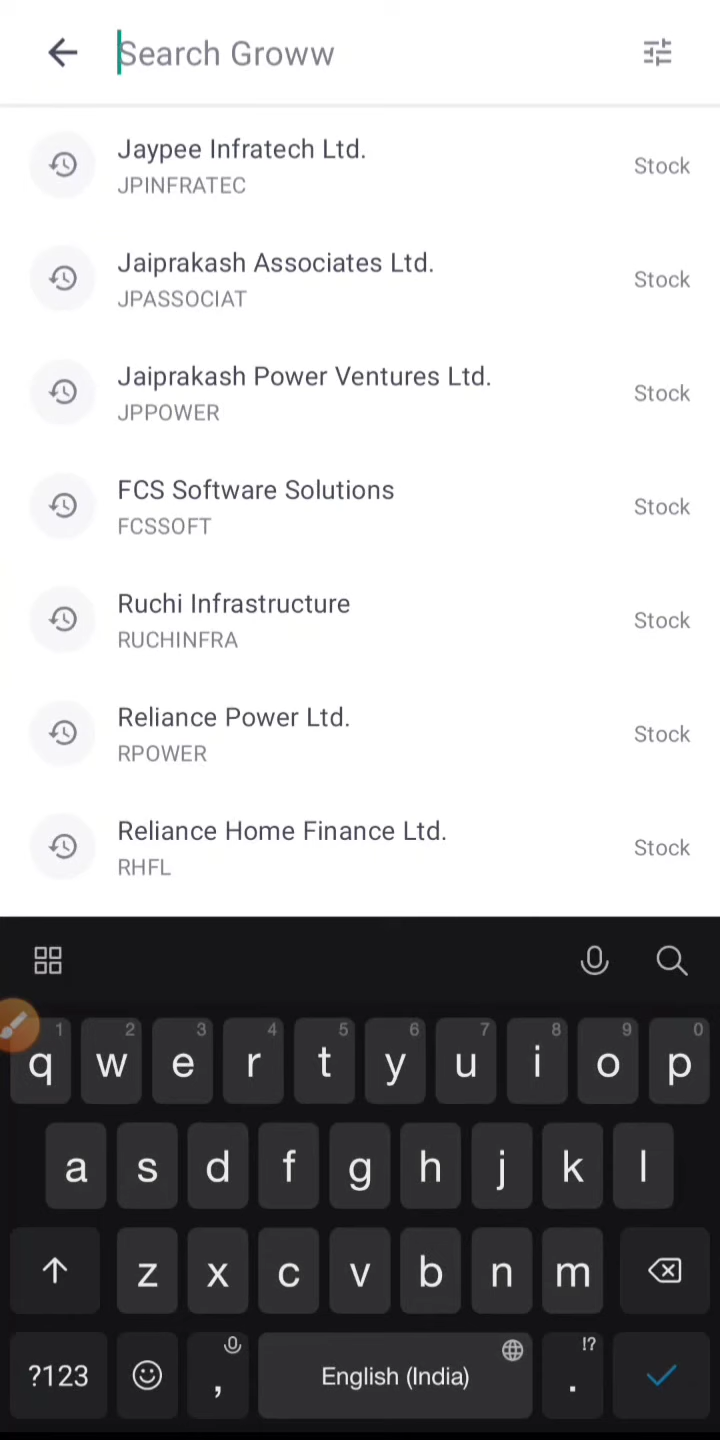 Search Groww
Jaypee Infratech Ltd.
JPINFRATEC
Stock
Jaiprakash Associates Ltd.
JPASSOCIAT
Stock
Jaiprakash Power Ventures Ltd.
JPPOWER
Stock
FCS Software Solutions
FCSSOFT
Stock
Ruchi Infrastructure
RUCHINFRA
Stock
Reliance Power Ltd.
RPOWER
Stock
Reliance Home Finance Ltd.
RHFL
Stock
1 2 3 4 5 6 7 8 9 0
q w e r t y u i o p
a s d f g h j k l
z x c v b n m
!?
?123 , English (India) .